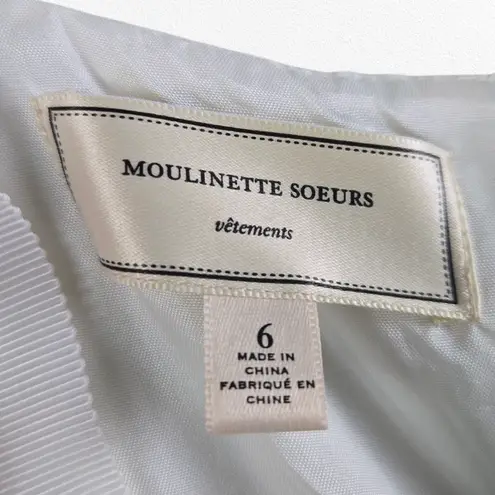 MOULINETTE SOEURS
vêtements
6
MADE IN
CHINA
FABRIQUÉ EN
CHINE